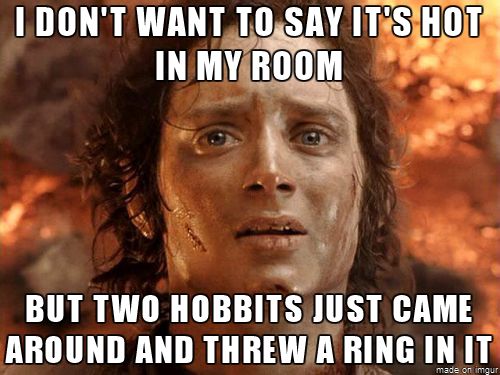 I DON'T WANT TO SAY IT'S HOT
IN MY ROOM
BUT TWO HOBBITS JUST CAME
AROUND AND THREW A RING IN IT
made on imgur